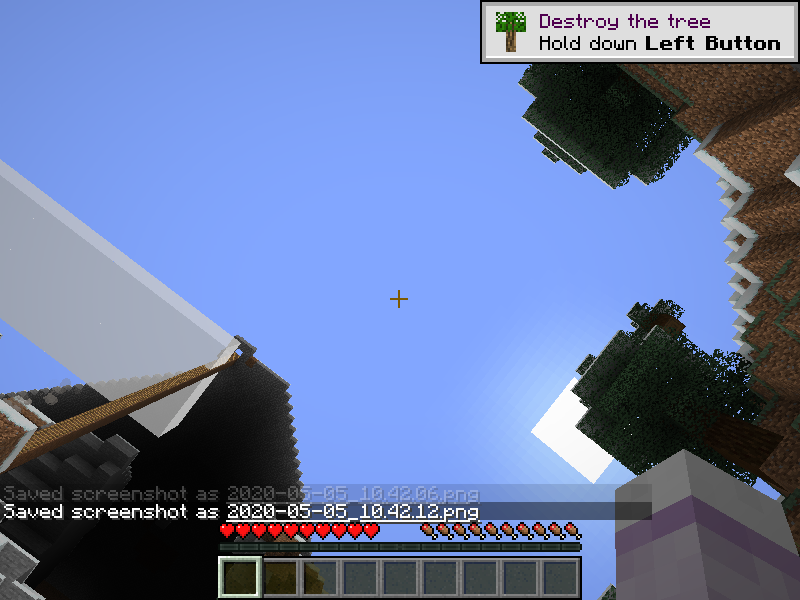 Destroy the tree
Hold down Left Button
Saved screenshot as 2020-05-05_10.42.06.png
Saved screenshot as 2020-05-05_10.42.12.png